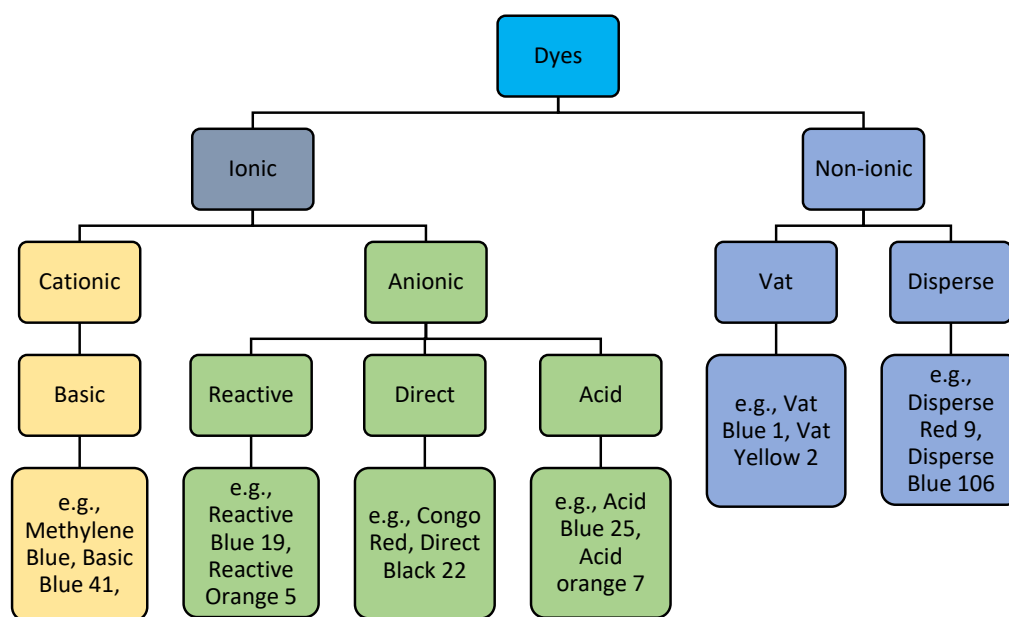 Dyes
Ionic
Non-ionic
Cationic
Anionic
Vat
Disperse
Basic
Reactive
Direct
Acid
e.g., Vat
Blue 1, Vat
Yellow 2
e.g.,
Disperse
Red 9,
Disperse
Blue 106
e.g.,
Methylene
Blue, Basic
Blue 41,
e.g.,
Reactive
Blue 19,
Reactive
Orange 5
e.g., Congo
Red, Direct
Black 22
e.g., Acid
Blue 25,
Acid
orange 7